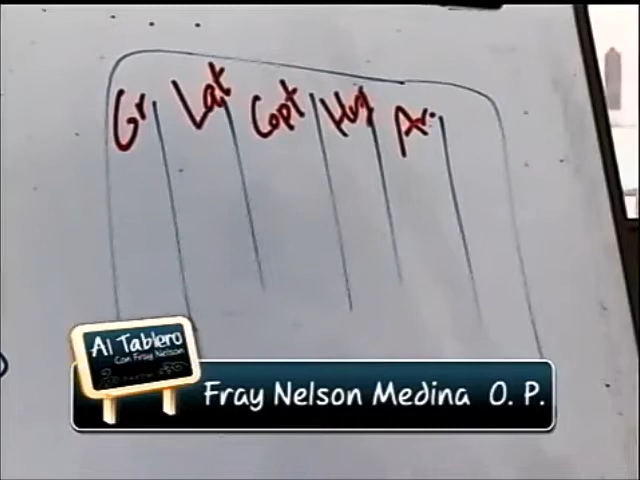 Gr Lat Copt Hug Ar.
Al Tablero
Con Fray Nelson
Fray Nelson Medina O. P.